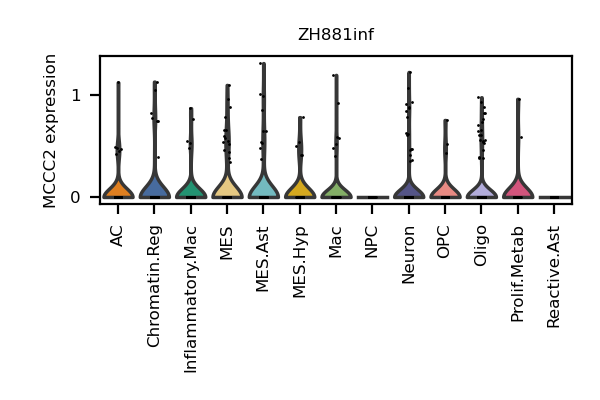 ZH881inf
MCCC2 expression
1
0
AC
Chromatin.Reg
Inflammatory.Mac
MES
MES.Ast
MES.Hyp
Mac
NPC
Neuron
OPC
Oligo
Prolif.Metab
Reactive.Ast